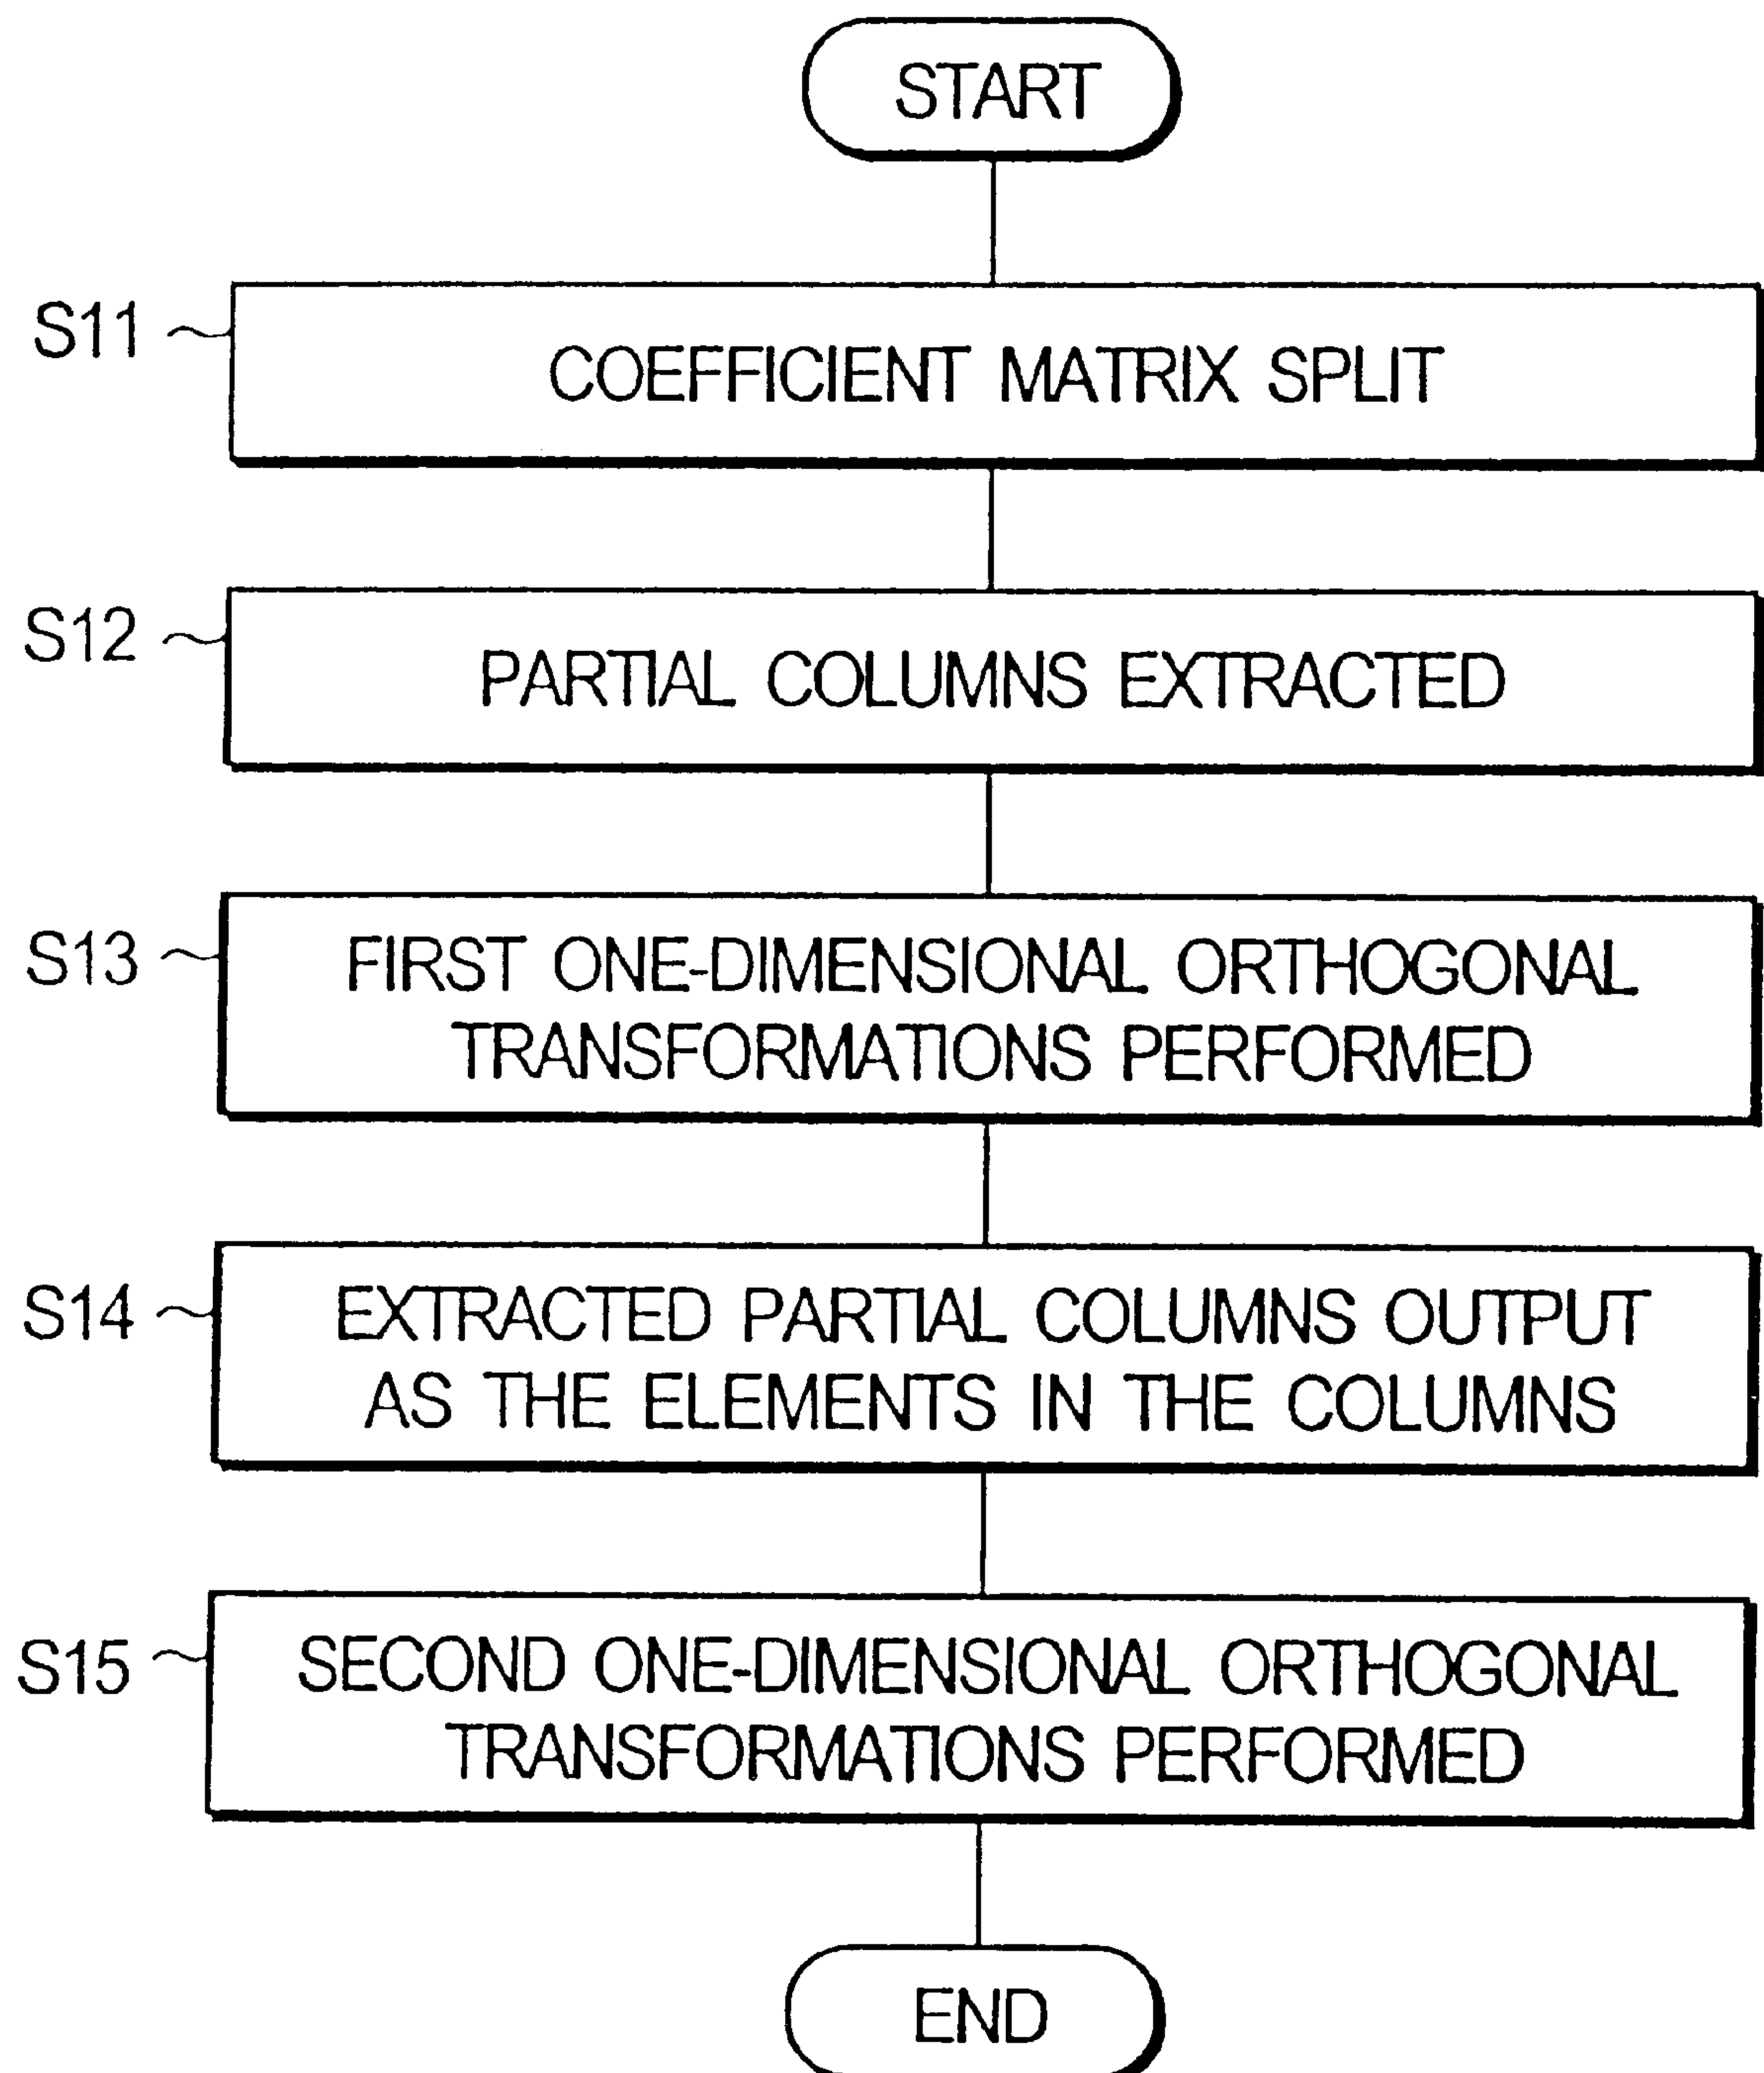 START
S11
COEFFICIENT MATRIX SPLIT
S12
PARTIAL COLUMNS EXTRACTED
S13
FIRST ONE-DIMENSIONAL ORTHOGONAL
TRANSFORMATIONS PERFORMED
S14
EXTRACTED PARTIAL COLUMNS OUTPUT
AS THE ELEMENTS IN THE COLUMNS
S15
SECOND ONE-DIMENSIONAL ORTHOGONAL
TRANSFORMATIONS PERFORMED
END